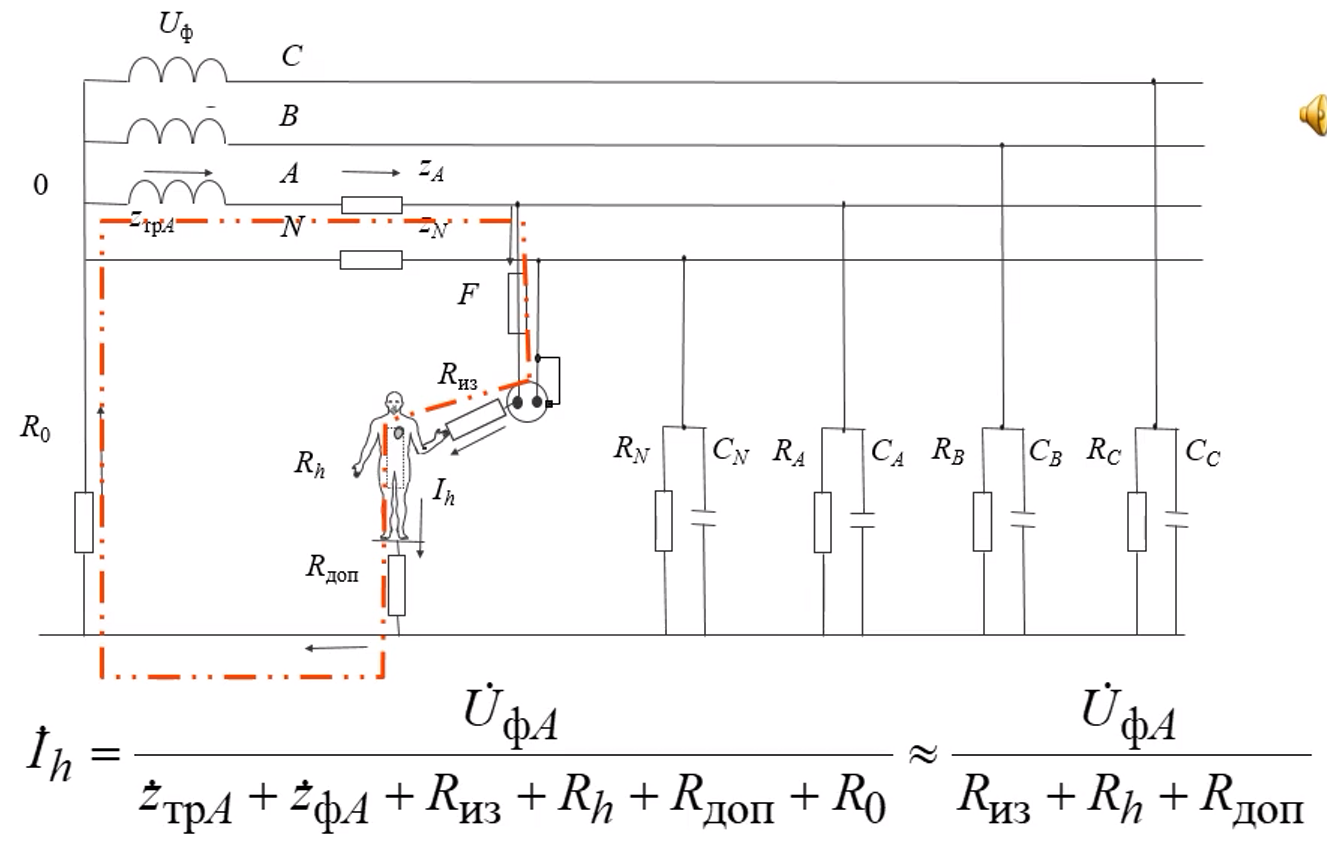 Uф
C
B
A zA
0
zтрA N zN
F
Rиз
R0
Rh
Ih
RN CN RA CA RB CB RC CC
Rдоп
İh = U̇фA / (żтрA + żфA + Rиз + Rh + Rдоп + R0) ≈ U̇фA / (Rиз + Rh + Rдоп)